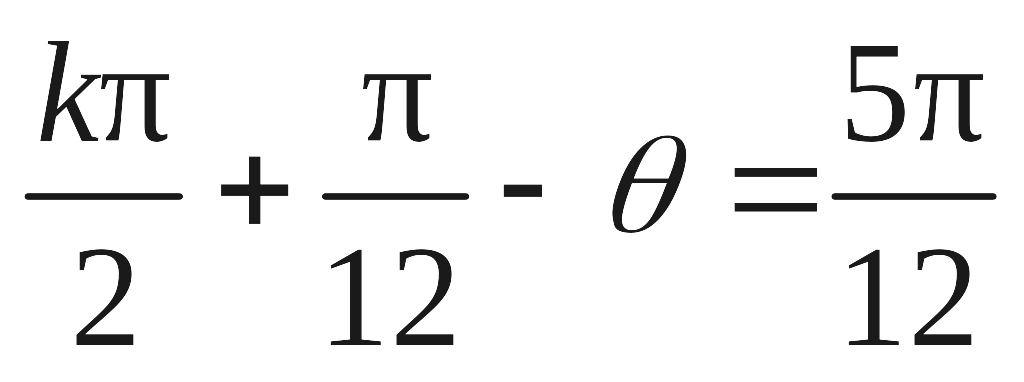 kπ/2 + π/12 - θ = 5π/12